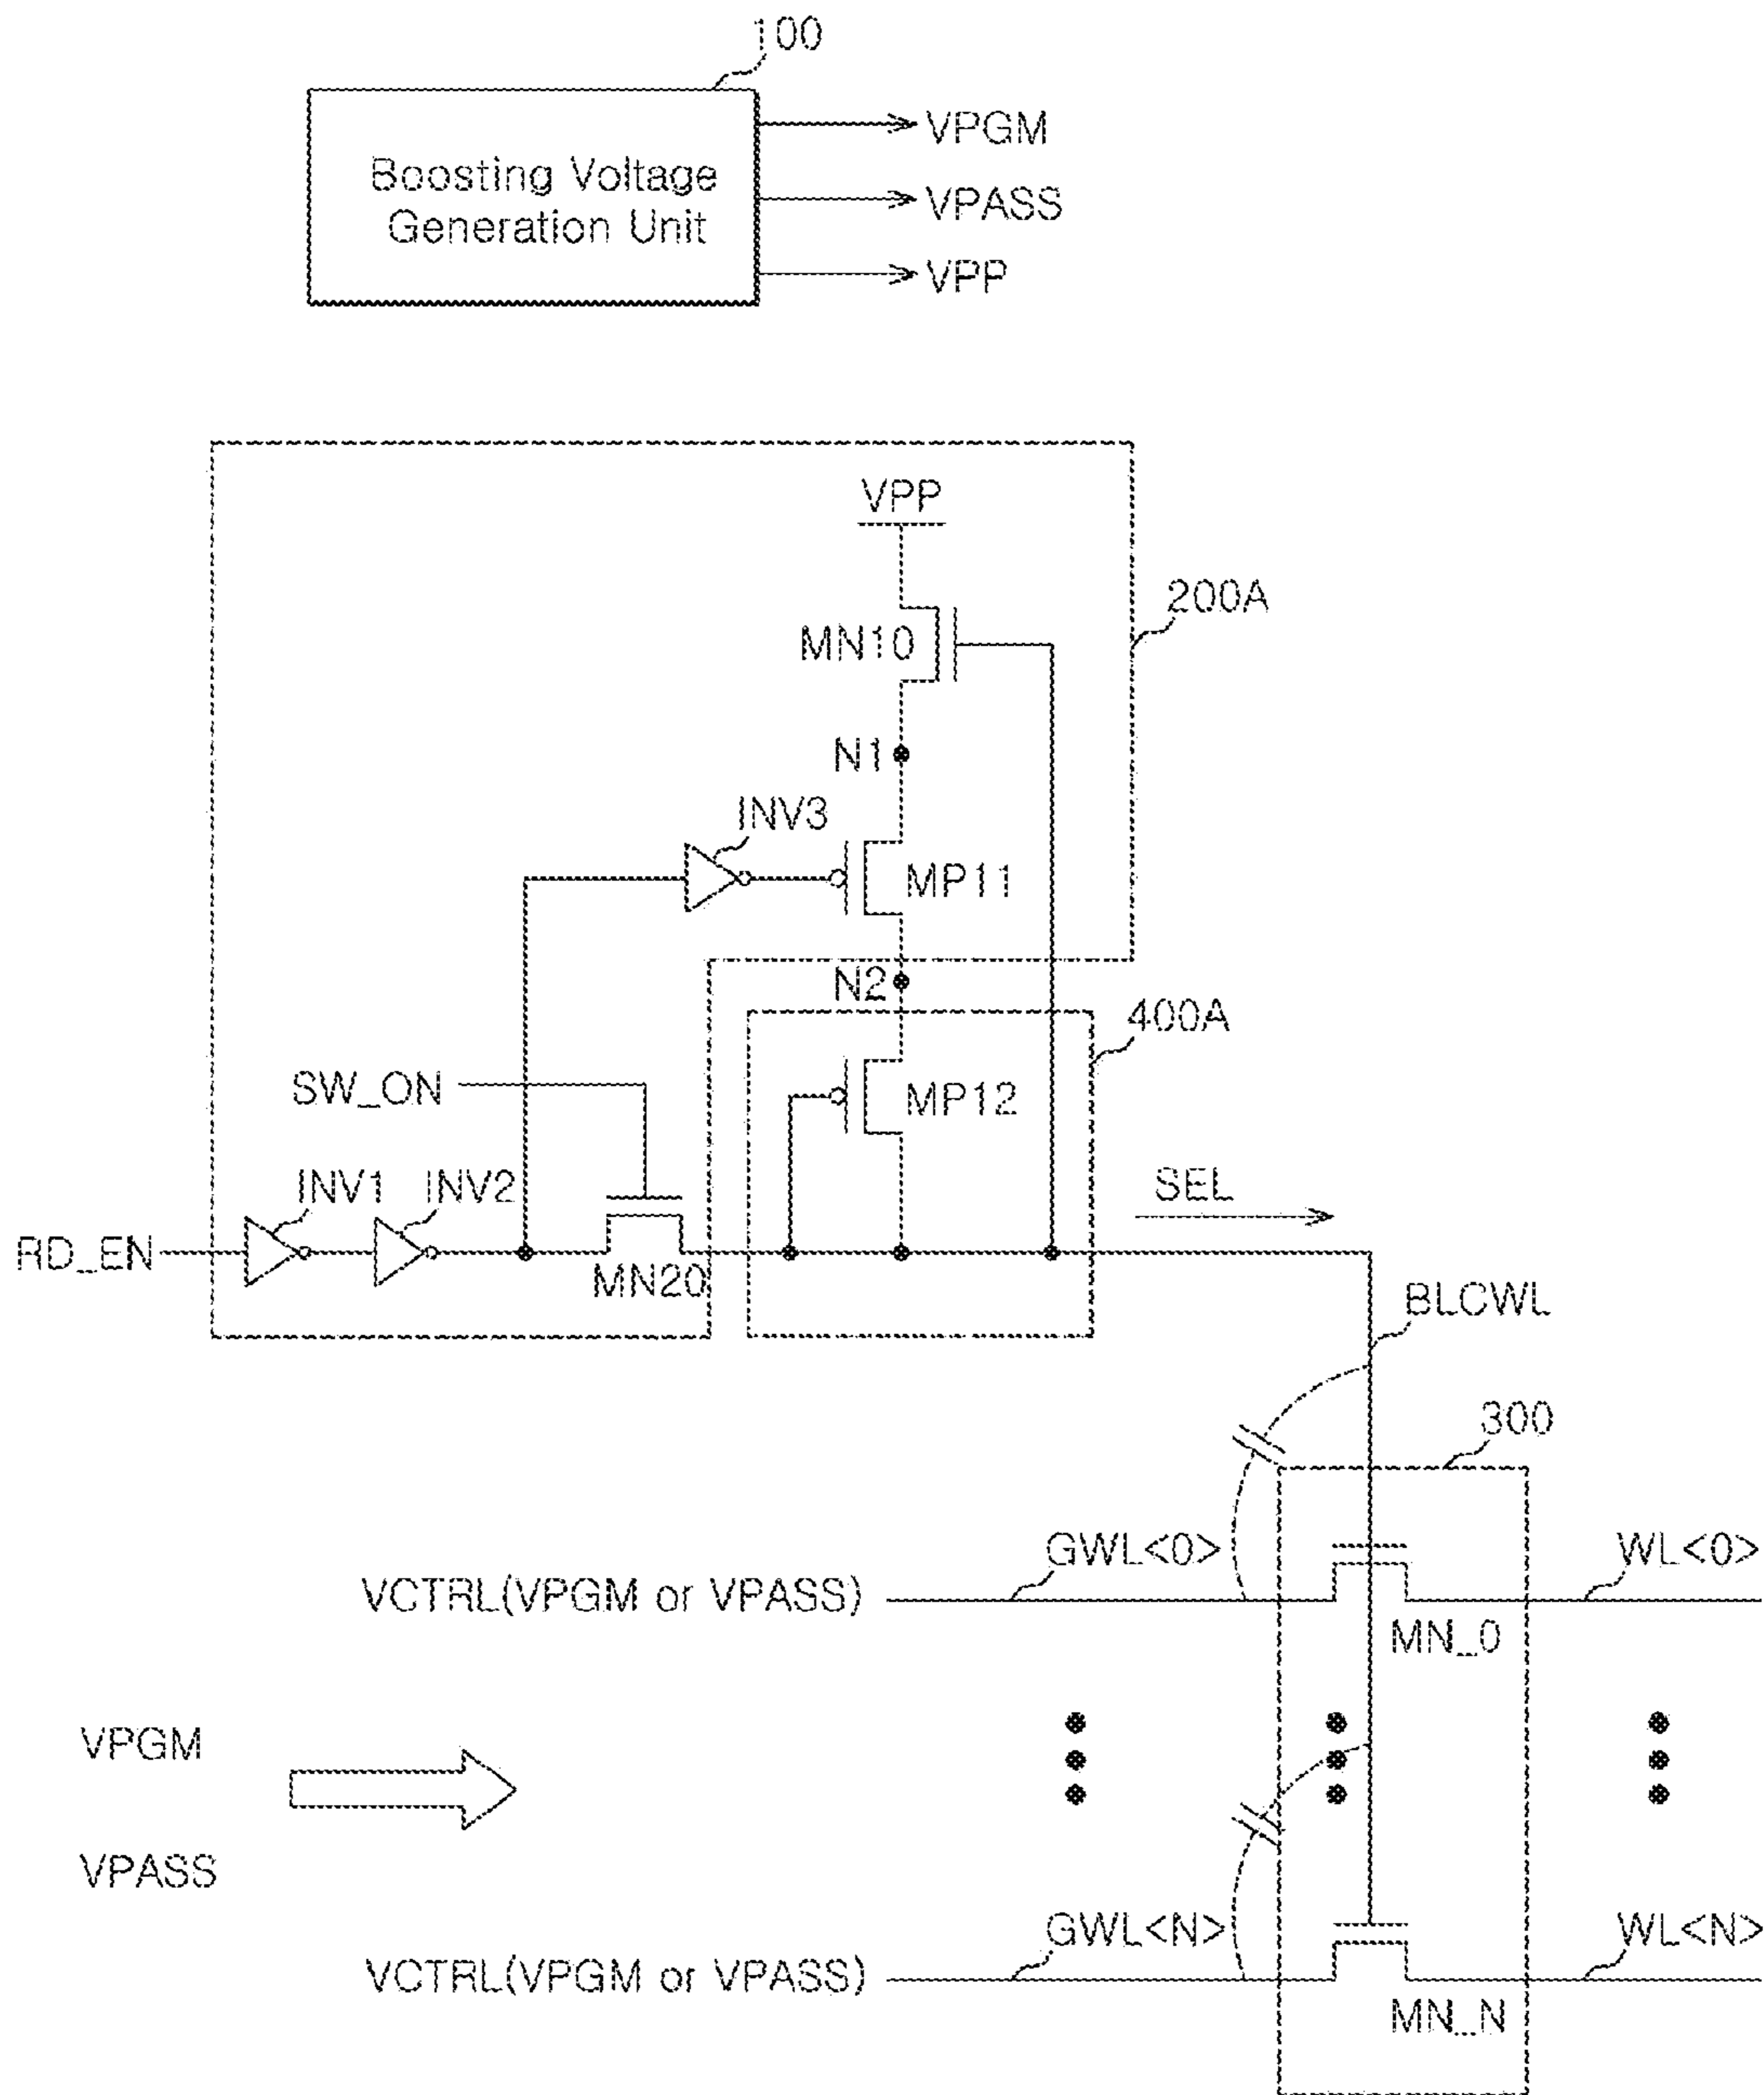 100
Boosting Voltage
Generation Unit
VPGM
VPASS
VPP
VPP
200A
MN10
N1
INV3
MP11
N2
400A
SW_ON
MP12
INV1
INV2
SEL
RD_EN
MN20
BLCWL
300
GWL<0>
WL<0>
VCTRL(VPGM or VPASS)
MN_0
VPGM
VPASS
GWL<N>
WL<N>
VCTRL(VPGM or VPASS)
MN_N